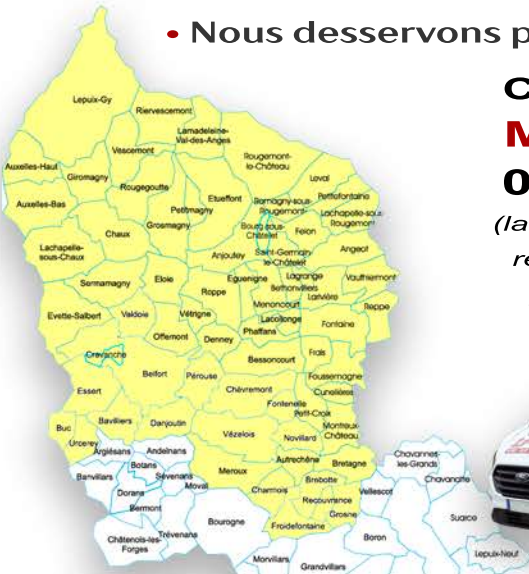 • Nous desservons p
C
M
0
(la
re
Lepuix-Gy
Riervescemont
Lamadeleine-
Val-des-Anges
Auxelles-Haut
Giromagny
Vescemont
Rougemont-
le-Château
Rougegoutte
Leval
Auxelles-Bas
Petitmagny
Etueffont
Romagny-sous-
Rougemont
Petitefontaine
Lachapelle-sous-
Rougemont
Chaux
Grosmagny
Bourg-sous-
Châtelet
Felon
Lachapelle-
sous-Chaux
Anjoutey
Saint-Germain-
le-Châtelet
Angeot
Sermamagny
Eloie
Eguenigne
Lagrange
Vauthiermont
Roppe
Bethonvilliers
Menoncourt
Larivière
Reppe
Evette-Salbert
Valdoie
Vétrigne
Lacollonge
Phaffans
Fontaine
Offemont
Denney
Cravanche
Bessoncourt
Frais
Belfort
Pérouse
Foussemagne
Essert
Chèvremont
Cunelières
Fontenelle
Petit-Croix
Buc
Bavilliers
Danjoutin
Vézelois
Novillard
Montreux-
Château
Urcerey
Argiésans
Andelnans
Autrechêne
Bretagne
Chavannes-
les-Grands
Banvillars
Botans
Sévenans
Meroux
Brebotte
Dorans
Moval
Charmois
Recouvrance
Vellescot
Chavanatte
Bermont
Grosne
Suarce
Bourogne
Froidefontaine
Châtenois-les-
Forges
Trévenans
Boron
Lepuix-Neuf
Morvillars
Grandvillars